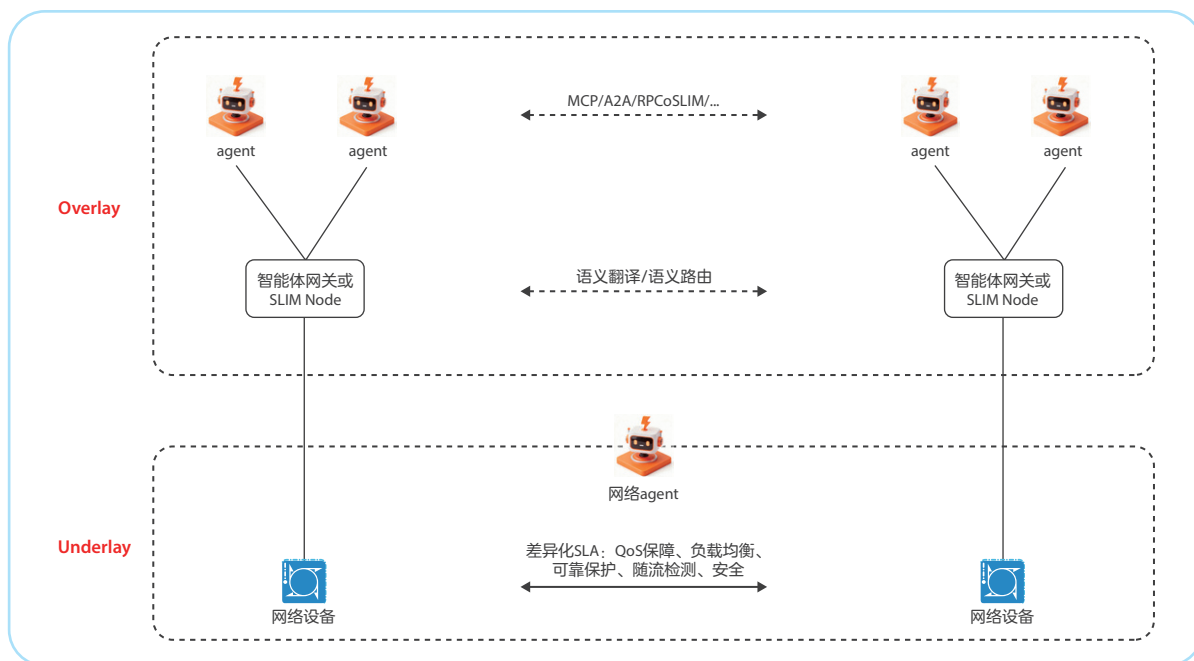 MCP/A2A/RPCoSLIM/...
agent
agent
agent
agent
Overlay
智能体网关或
SLIM Node
语义翻译/语义路由
智能体网关或
SLIM Node
网络agent
Underlay
差异化SLA：QoS保障、负载均衡、
可靠保护、随流检测、安全
网络设备
网络设备